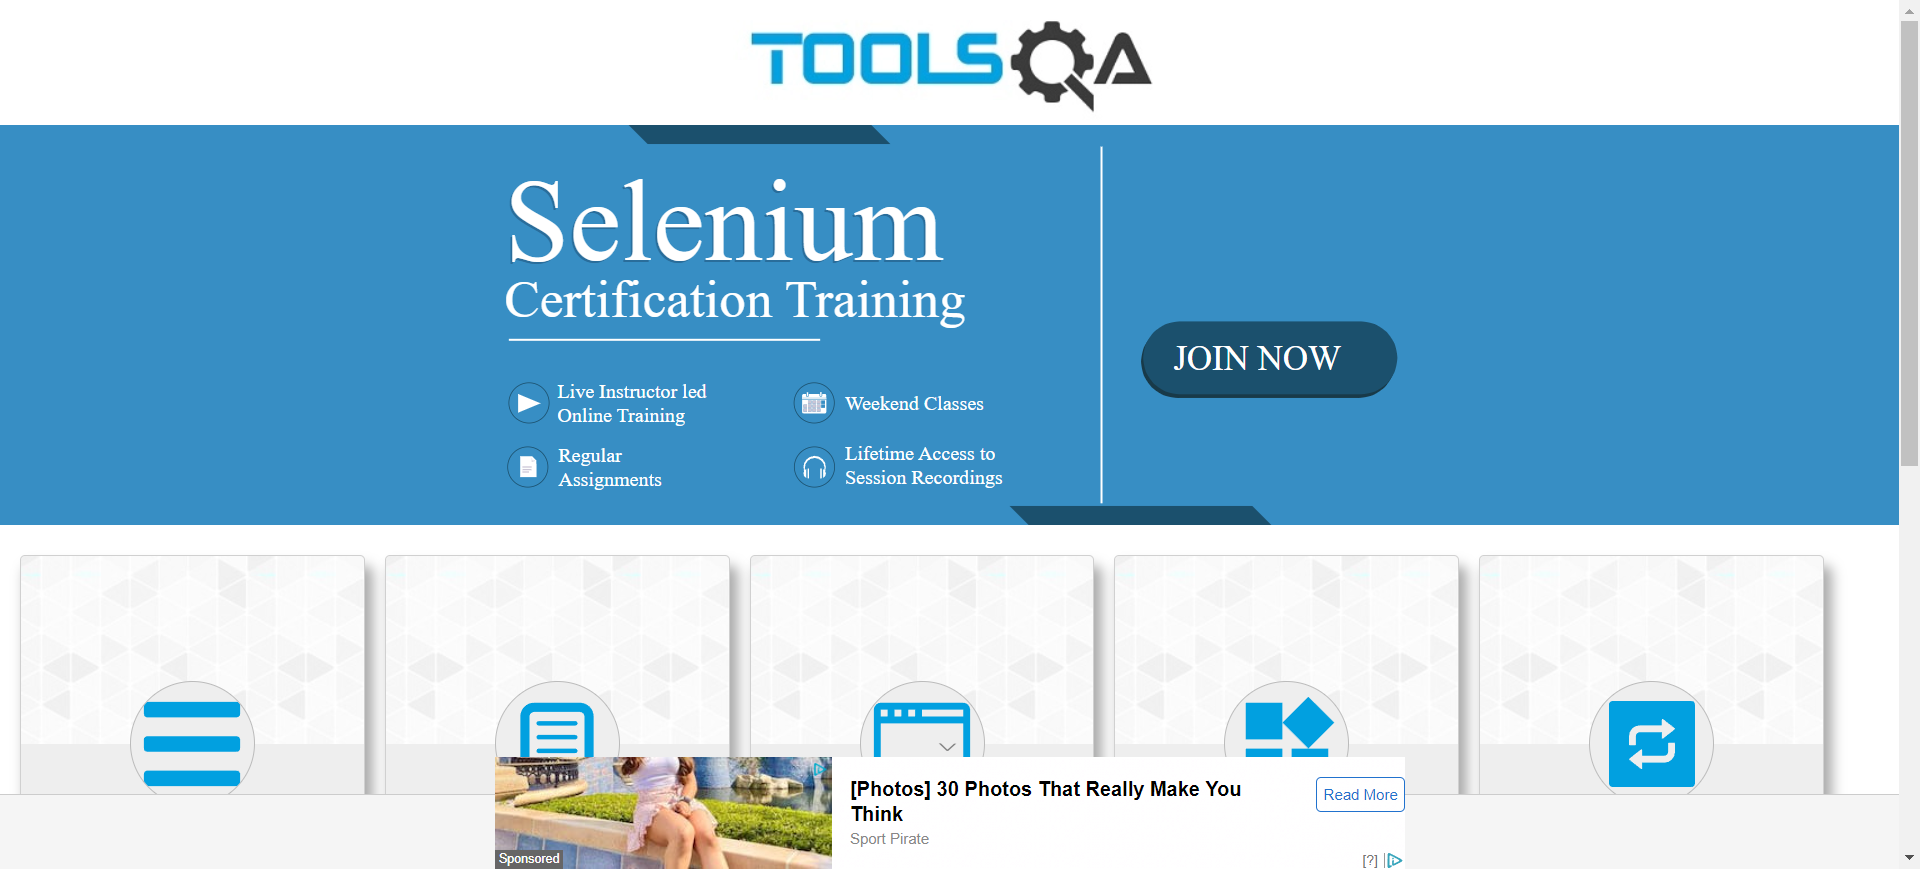 TOOLSQA
Selenium
Certification Training
JOIN NOW
Live Instructor led
Online Training
Weekend Classes
Regular
Assignments
Lifetime Access to
Session Recordings
[Photos] 30 Photos That Really Make You
Think
Sport Pirate
Read More
Sponsored
[?]